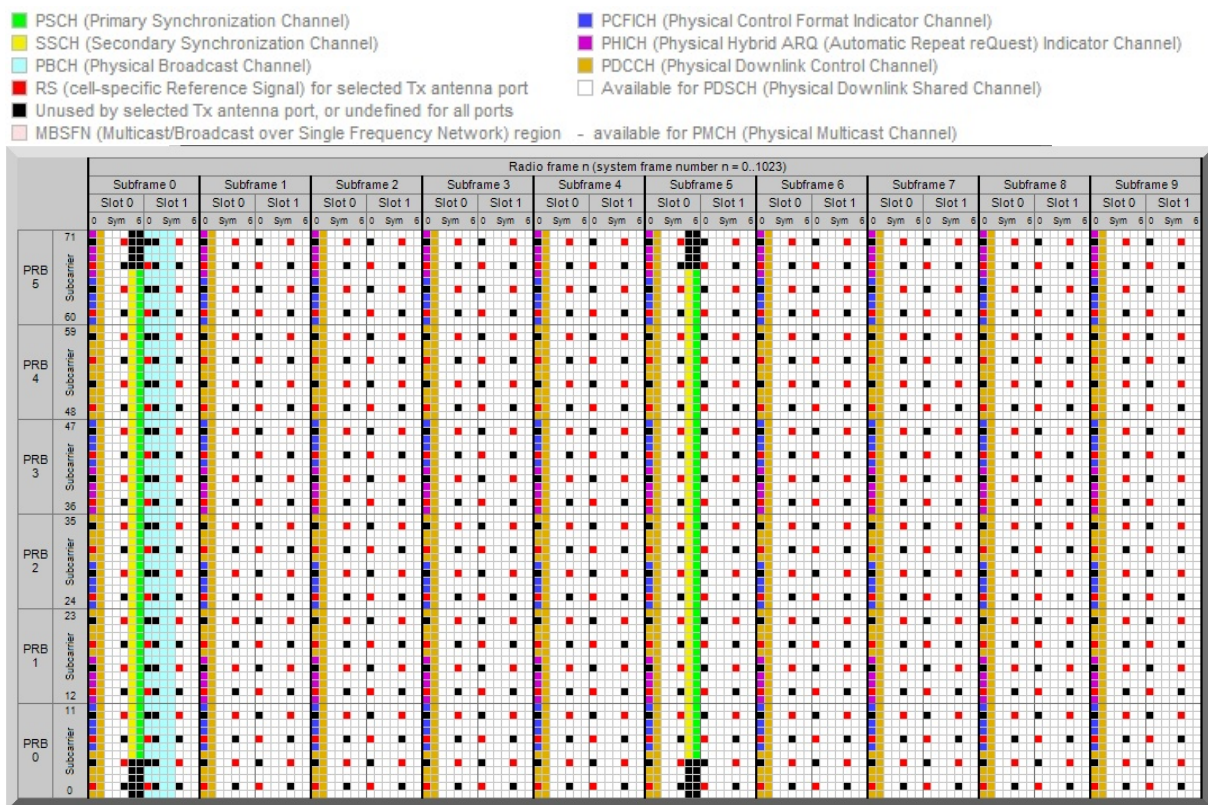 PSCH (Primary Synchronization Channel)
SSCH (Secondary Synchronization Channel)
PBCH (Physical Broadcast Channel)
RS (cell-specific Reference Signal) for selected Tx antenna port
Unused by selected Tx antenna port, or undefined for all ports
MBSFN (Multicast/Broadcast over Single Frequency Network) region - available for PMCH (Physical Multicast Channel)
PCFICH (Physical Control Format Indicator Channel)
PHICH (Physical Hybrid ARQ (Automatic Repeat reQuest) Indicator Channel)
PDCCH (Physical Downlink Control Channel)
Available for PDSCH (Physical Downlink Shared Channel)
Radio frame n (system frame number n = 0..1023)
Subframe 0 Subframe 1 Subframe 2 Subframe 3 Subframe 4 Subframe 5 Subframe 6 Subframe 7 Subframe 8 Subframe 9
Slot 0 Slot 1 Slot 0 Slot 1 Slot 0 Slot 1 Slot 0 Slot 1 Slot 0 Slot 1 Slot 0 Slot 1 Slot 0 Slot 1 Slot 0 Slot 1 Slot 0 Slot 1 Slot 0 Slot 1
0 Sym 6 0 Sym 6 0 Sym 6 0 Sym 6 0 Sym 6 0 Sym 6 0 Sym 6 0 Sym 6 0 Sym 6 0 Sym 6 0 Sym 6 0 Sym 6 0 Sym 6 0 Sym 6 0 Sym 6 0 Sym 6 0 Sym 6 0 Sym 6 0 Sym 6 0 Sym 6
PRB 5
71
Subcarrier
60
PRB 4
59
Subcarrier
48
PRB 3
47
Subcarrier
36
PRB 2
35
Subcarrier
24
PRB 1
23
Subcarrier
12
PRB 0
11
Subcarrier
0